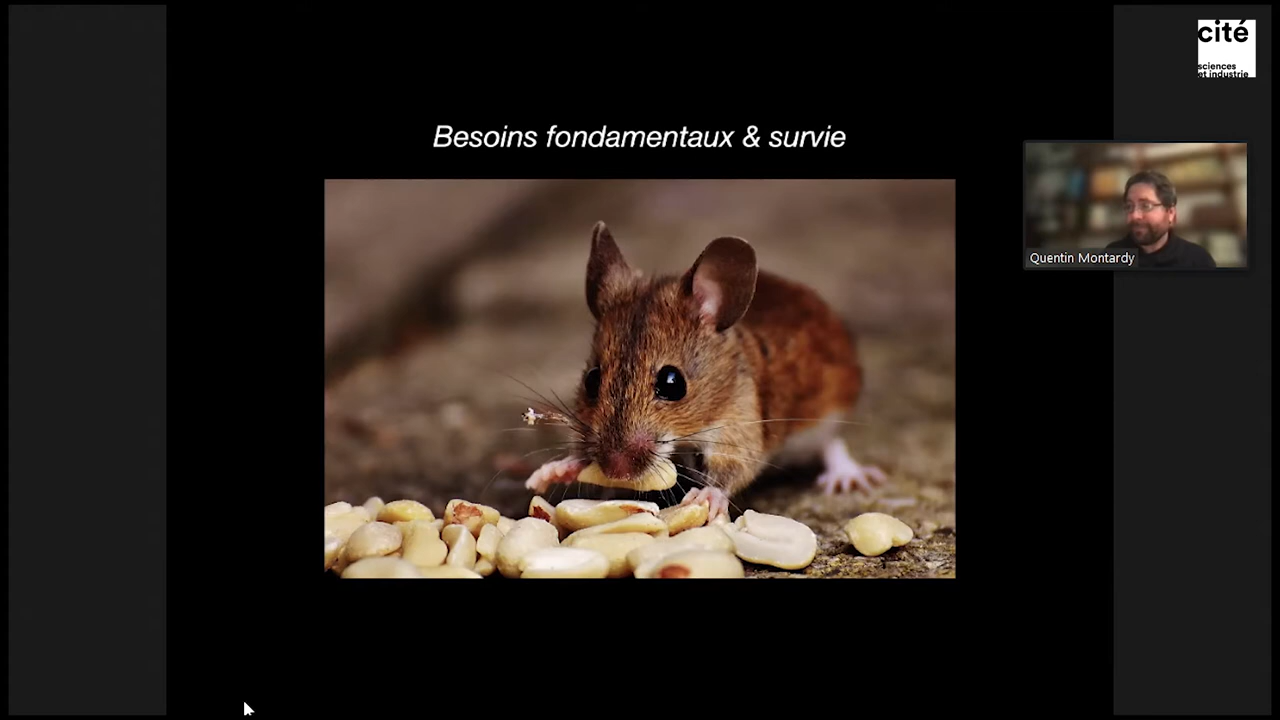 cité
sciences
et industrie
Besoins fondamentaux & survie
Quentin Montardy